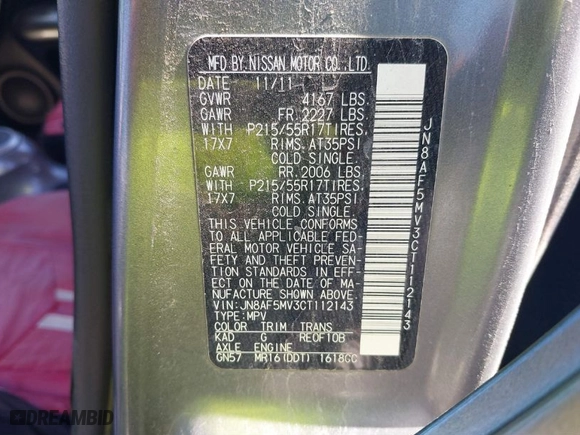 MFD BY NISSAN MOTOR CO.,LTD.
DATE 11/11
GVWR 4167 LBS.
GAWR FR. 2227 LBS.
WITH P215/55R17TIRES.
17X7 RIMS. AT35PSI
COLD SINGLE.
GAWR RR. 2006 LBS
WITH P215/55R17TIRES.
17X7 RIMS. AT35PSI
COLD SINGLE.
THIS VEHICLE CONFORMS
TO ALL APPLICABLE FED-
ERAL MOTOR VEHICLE SA-
FETY AND THEFT PREVEN-
TION STANDARDS IN EFF-
ECT ON THE DATE OF MA-
NUFACTURE SHOWN ABOVE.
VIN:JN8AF5MV3CT112143
TYPE:MPV
COLOR TRIM TRANS
KAD G RE0F10B
AXLE ENGINE
GN57 MR16(DDT) 1618CC
JN8AF5MV3CT112143
DREAMBID